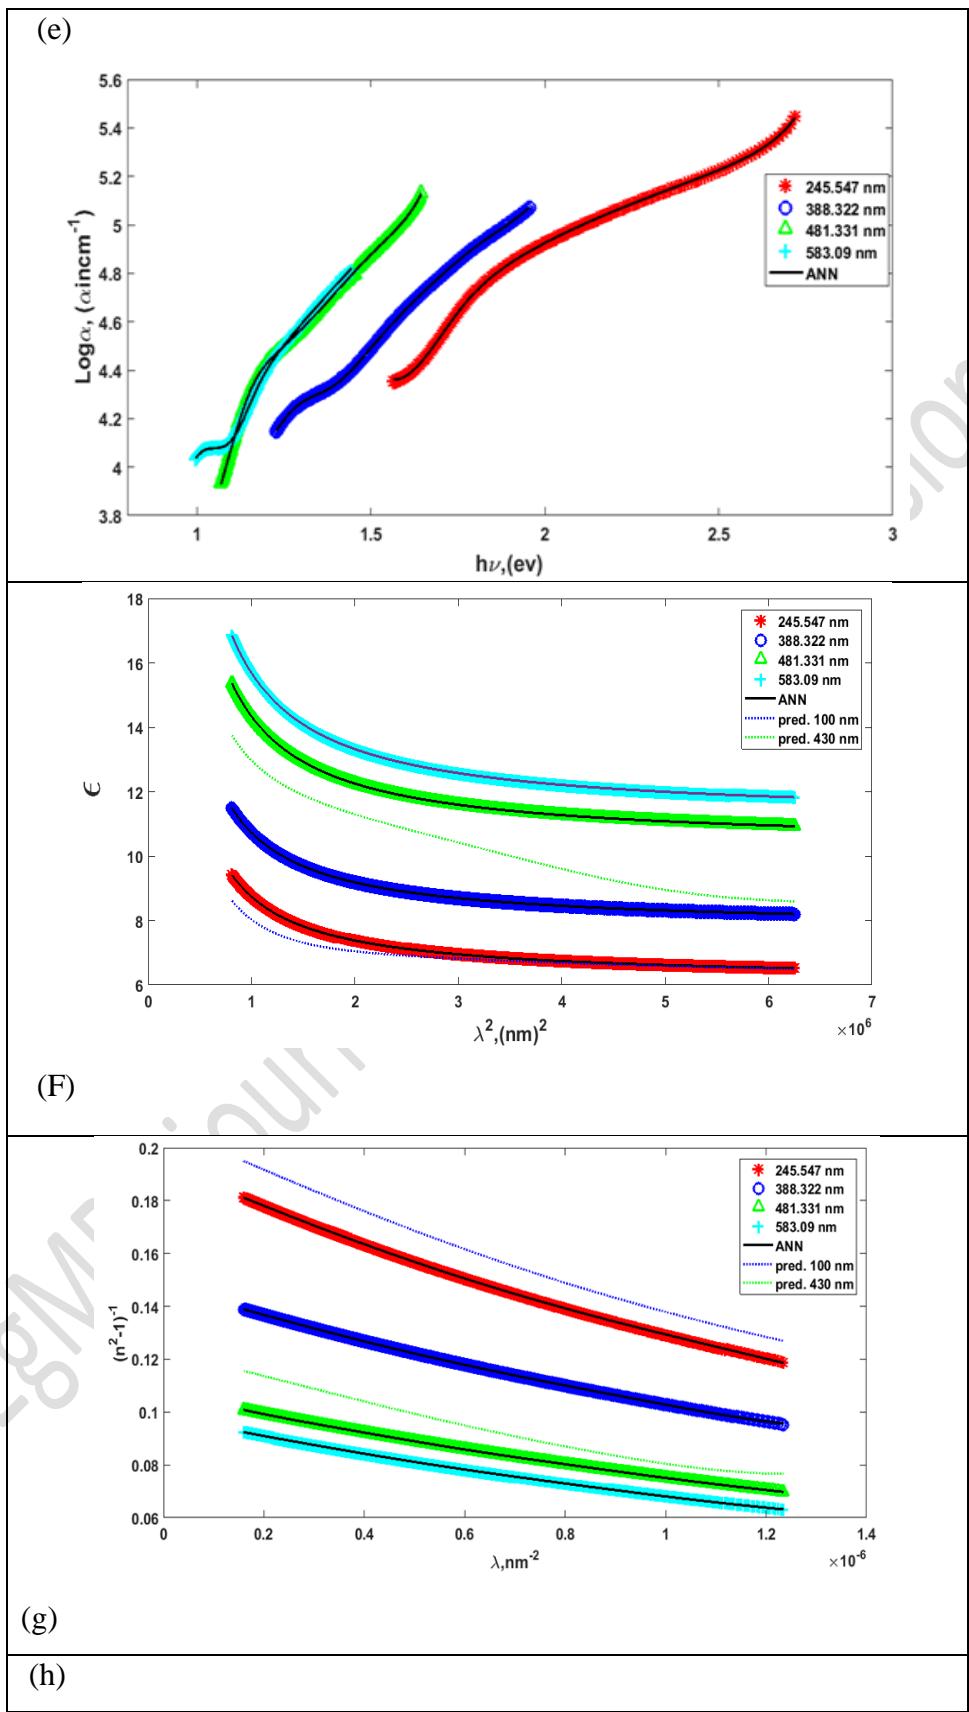 (e)
5.6
5.4
5.2
5
4.8
4.6
4.4
4.2
4
3.8
Logα, (αincm⁻¹)
245.547 nm
388.322 nm
481.331 nm
583.09 nm
ANN
1
1.5
2
2.5
3
hν,(ev)
18
16
14
12
10
8
6
ϵ
245.547 nm
388.322 nm
481.331 nm
583.09 nm
ANN
pred. 100 nm
pred. 430 nm
0
1
2
3
4
5
6
7
×10⁶
λ²,(nm)²
(F)
0.2
0.18
0.16
0.14
0.12
0.1
0.08
0.06
(n²-1)⁻¹
245.547 nm
388.322 nm
481.331 nm
583.09 nm
ANN
pred. 100 nm
pred. 430 nm
0
0.2
0.4
0.6
0.8
1
1.2
1.4
×10⁻⁶
λ,nm⁻²
(g)
(h)